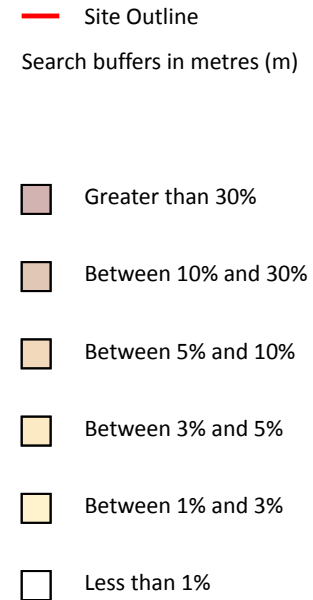 Site Outline
Search buffers in metres (m)
Greater than 30%
Between 10% and 30%
Between 5% and 10%
Between 3% and 5%
Between 1% and 3%
Less than 1%